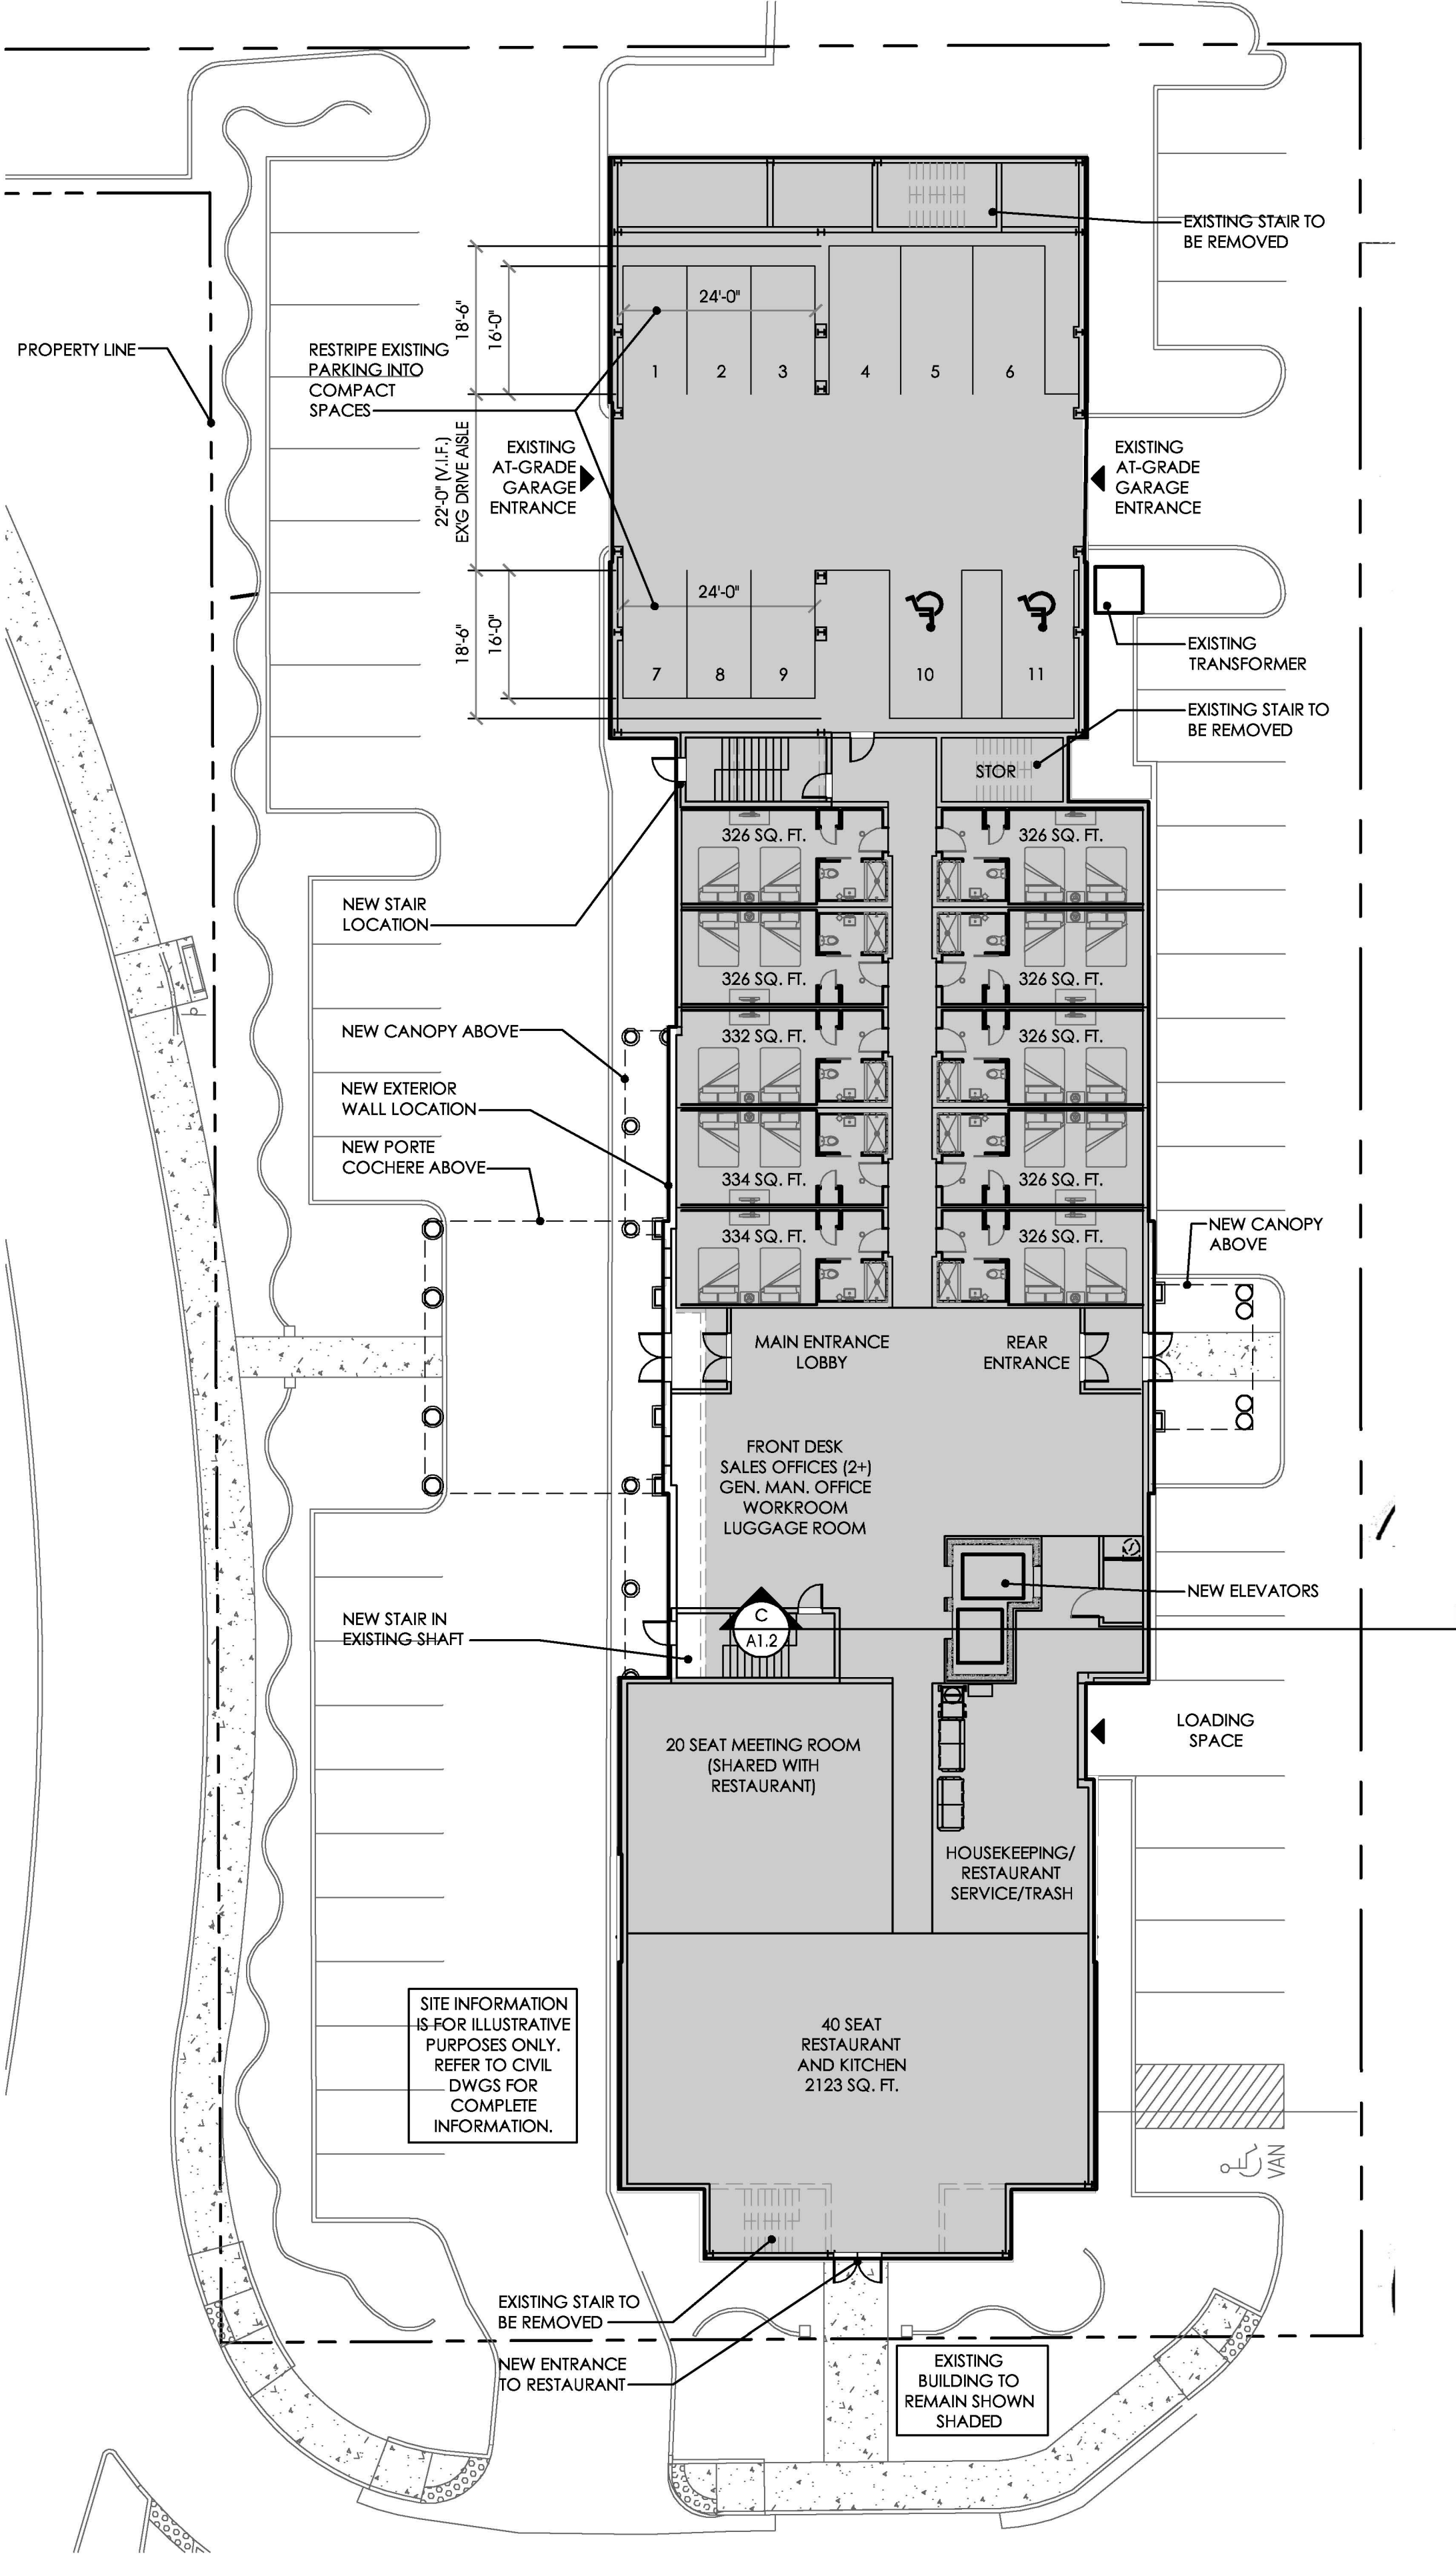 EXISTING STAIR TO
BE REMOVED
24'-0"
18'-6"
16'-0"
PROPERTY LINE
RESTRIPE EXISTING
PARKING INTO
COMPACT
SPACES
1
2
3
4
5
6
22'-0" (V.I.F.)
EX'G DRIVE AISLE
EXISTING
AT-GRADE
GARAGE
ENTRANCE
EXISTING
AT-GRADE
GARAGE
ENTRANCE
24'-0"
18'-6"
16'-0"
7
8
9
10
11
EXISTING
TRANSFORMER
EXISTING STAIR TO
BE REMOVED
STOR
326 SQ. FT.
326 SQ. FT.
NEW STAIR
LOCATION
326 SQ. FT.
326 SQ. FT.
NEW CANOPY ABOVE
332 SQ. FT.
326 SQ. FT.
NEW EXTERIOR
WALL LOCATION
NEW PORTE
COCHERE ABOVE
334 SQ. FT.
326 SQ. FT.
334 SQ. FT.
326 SQ. FT.
NEW CANOPY
ABOVE
MAIN ENTRANCE
LOBBY
REAR
ENTRANCE
FRONT DESK
SALES OFFICES (2+)
GEN. MAN. OFFICE
WORKROOM
LUGGAGE ROOM
NEW ELEVATORS
NEW STAIR IN
EXISTING SHAFT
C
A1.2
LOADING
SPACE
20 SEAT MEETING ROOM
(SHARED WITH
RESTAURANT)
HOUSEKEEPING/
RESTAURANT
SERVICE/TRASH
SITE INFORMATION
IS FOR ILLUSTRATIVE
PURPOSES ONLY.
REFER TO CIVIL
DWGS FOR
COMPLETE
INFORMATION.
40 SEAT
RESTAURANT
AND KITCHEN
2123 SQ. FT.
VAN
EXISTING STAIR TO
BE REMOVED
NEW ENTRANCE
TO RESTAURANT
EXISTING
BUILDING TO
REMAIN SHOWN
SHADED